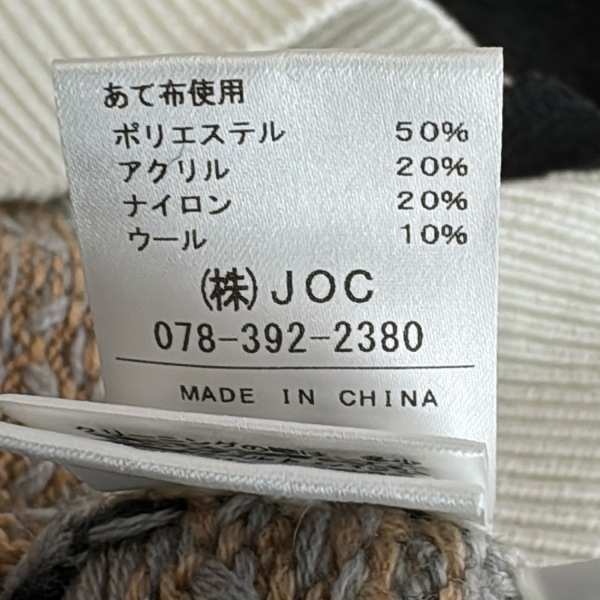 あて布使用
ポリエステル 50%
アクリル 20%
ナイロン 20%
ウール 10%
(株)JOC
078-392-2380
MADE IN CHINA